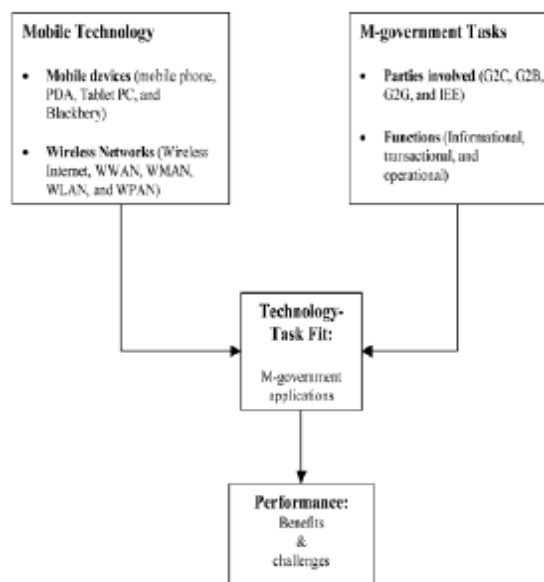 Mobile Technology
• Mobile devices (mobile phone,
PDA, Tablet PC, and
Blackbery)
• Wireless Networks (Wireless
Internet, WWAN, WMAN,
WLAN, and WPAN)
M-government Tasks
• Parties involved (G2C, G2B,
G2G, and IEE)
• Functions (Informational,
transactional, and
operational)
Technology-
Task Fit:
M-government
applications
Performance:
Benefits
&
challenges